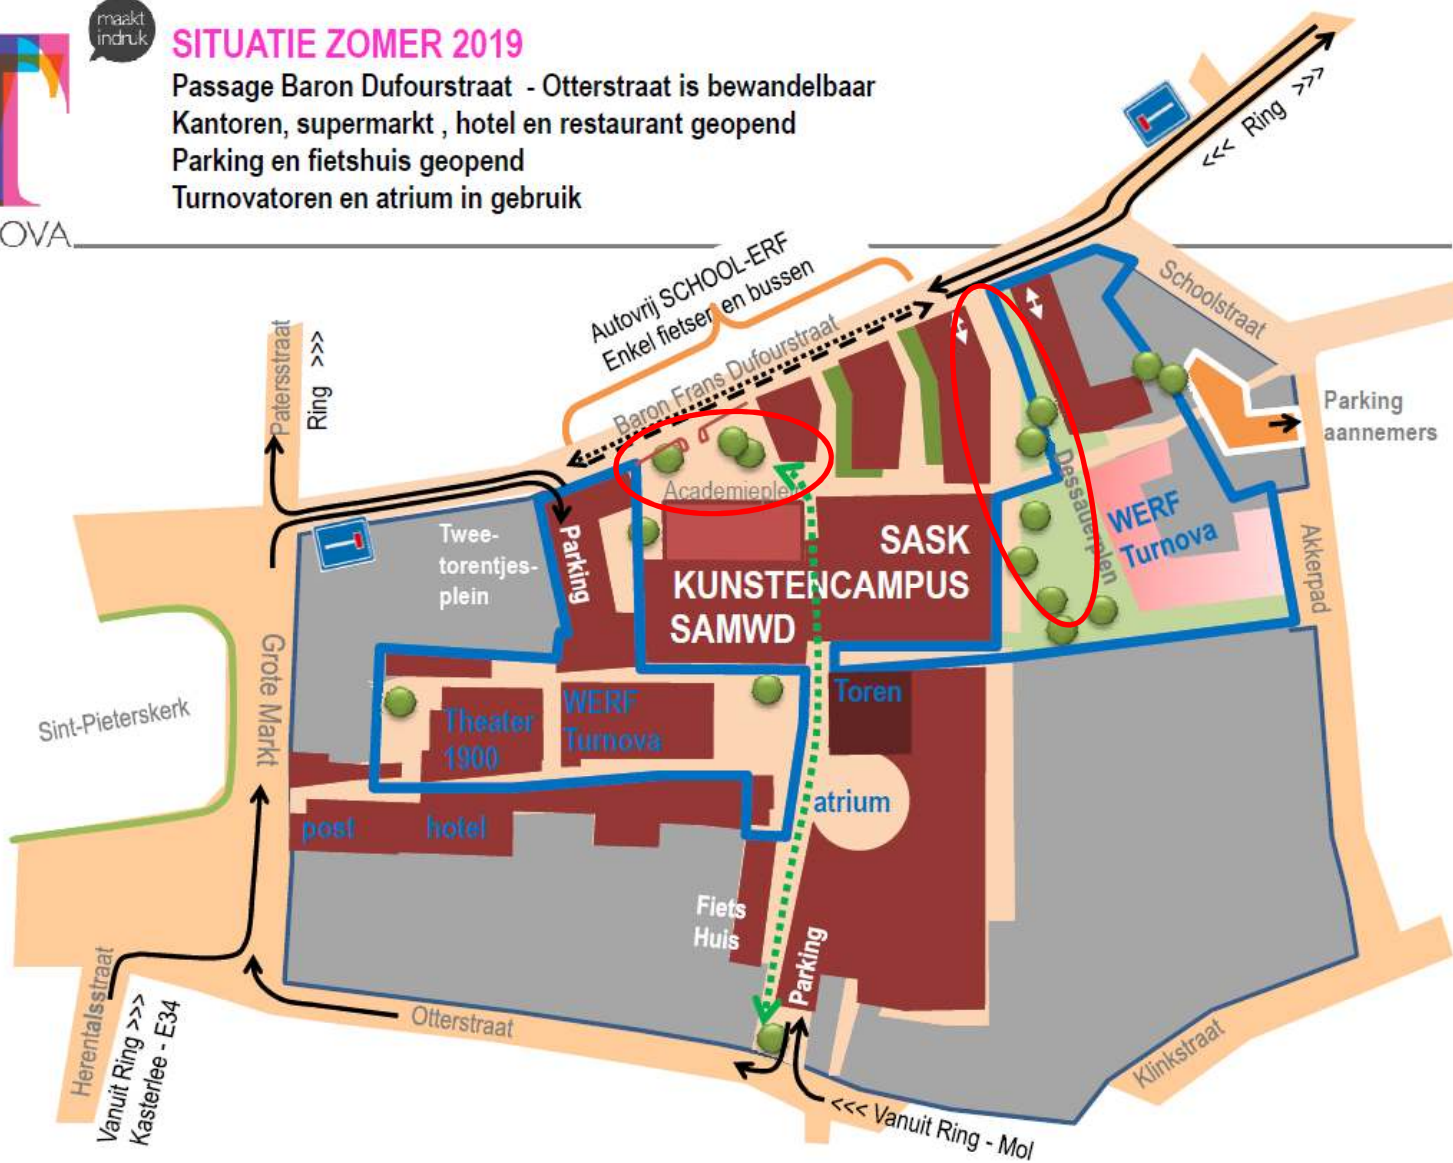 maakt
indruk
OVA
SITUATIE ZOMER 2019
Passage Baron Dufourstraat - Otterstraat is bewandelbaar
Kantoren, supermarkt , hotel en restaurant geopend
Parking en fietshuis geopend
Turnovatoren en atrium in gebruik
<<< Ring >>>
Autovrij SCHOOL-ERF
Enkel fietsen en bussen
Baron Frans Dufourstraat
Schoolstraat
Patersstraat
Ring >>>
Parking
aannemers
Academieplein
Dessauerplein
WERF
Turnova
Akkerpad
Twee-
torentjes-
plein
Parking
SASK
KUNSTENCAMPUS
SAMWD
Grote Markt
Sint-Pieterskerk
Theater
1900
WERF
Turnova
Toren
atrium
post
hotel
Fiets
Huis
Parking
Herentalsstraat
Vanuit Ring >>>
Kasterlee - E34
Otterstraat
<<< Vanuit Ring - Mol
Klinkstraat